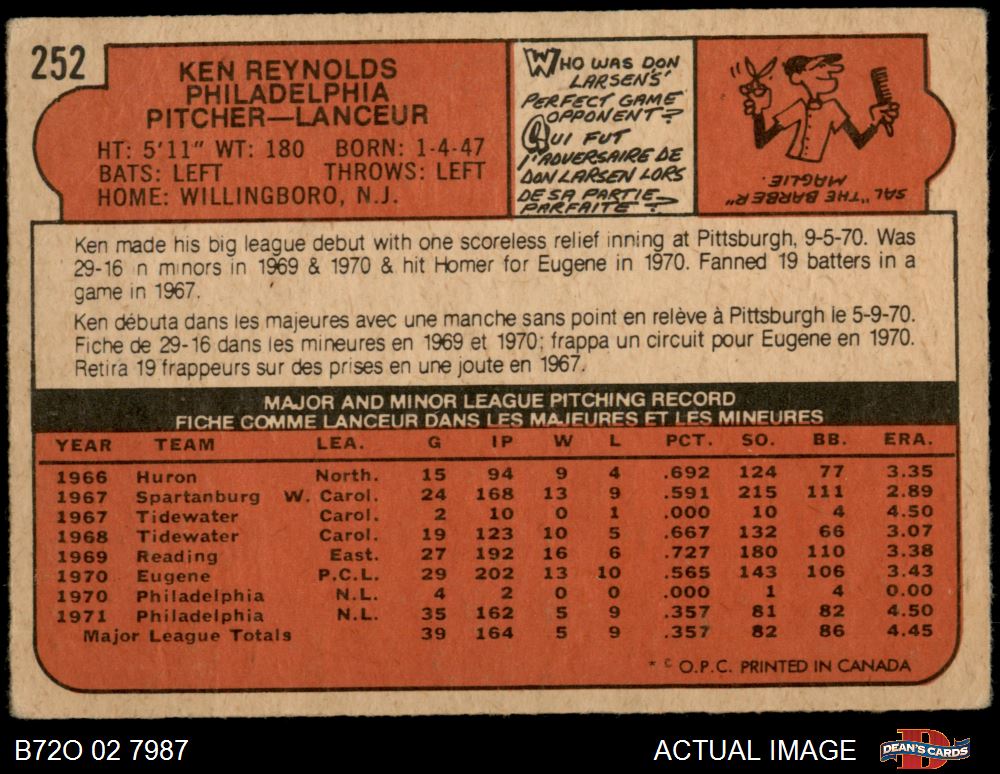 252
KEN REYNOLDS
PHILADELPHIA
PITCHER—LANCEUR
HT: 5'11" WT: 180 BORN: 1-4-47
BATS: LEFT THROWS: LEFT
HOME: WILLINGBORO, N.J.
WHO WAS DON
LARSEN'S'
PERFECT GAME
OPPONENT?
QUI FUT
l'ADVERSAIRE DE
DON LARSEN LORS
DE SA PARTIE
PARFAITE?
SAL "THE BARBER"
MAGLIE.
Ken made his big league debut with one scoreless relief inning at Pittsburgh, 9-5-70. Was
29-16 n minors in 1969 & 1970 & hit Homer for Eugene in 1970. Fanned 19 batters in a
game in 1967.
Ken débuta dans les majeures avec une manche sans point en relève à Pittsburgh le 5-9-70.
Fiche de 29-16 dans les mineures en 1969 et 1970; frappa un circuit pour Eugene en 1970.
Retira 19 frappeurs sur des prises en une joute en 1967.
MAJOR AND MINOR LEAGUE PITCHING RECORD
FICHE COMME LANCEUR DANS LES MAJEURES ET LES MINEURES
YEAR TEAM LEA. G IP W L PCT. SO. BB. ERA.
1966 Huron North. 15 94 9 4 .692 124 77 3.35
1967 Spartanburg W. Carol. 24 168 13 9 .591 215 111 2.89
1967 Tidewater Carol. 2 10 0 1 .000 10 4 4.50
1968 Tidewater Carol. 19 123 10 5 .667 132 66 3.07
1969 Reading East. 27 192 16 6 .727 180 110 3.38
1970 Eugene P.C.L. 29 202 13 10 .565 143 106 3.43
1970 Philadelphia N.L. 4 2 0 0 .000 1 4 0.00
1971 Philadelphia N.L. 35 162 5 9 .357 81 82 4.50
Major League Totals 39 164 5 9 .357 82 86 4.45
* © O.P.C. PRINTED IN CANADA
B72O 02 7987
ACTUAL IMAGE
DEAN'S CARDS